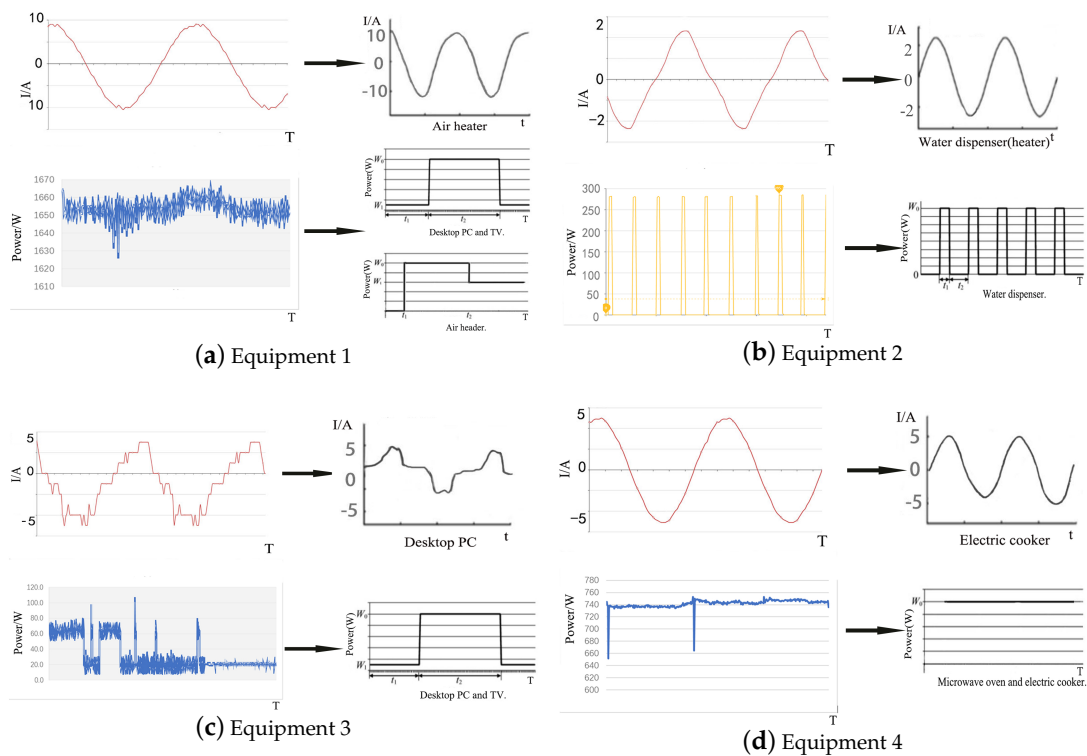 I/A
10
0
10
I/A
T
I/A
10
0
-10
Air heater
t
1670
1660
1650
1640
1630
1620
1610
Power/W
T
Power(W)
W₀
W₁
t₁
t₂
T
Desktop PC and TV.
Power(W)
W₀
W₁
t₁
t₂
T
Air header.
(a) Equipment 1
2
0
−2
I/A
T
I/A
2
0
-2
Water dispenser(heater)
t
300
250
200
150
100
50
0
Power/W
T
Power(W)
W₀
0
t₁
t₂
T
Water dispenser.
(b) Equipment 2
5
0
-5
I/A
T
I/A
5
0
-5
Desktop PC
t
120.0
100.0
80.0
60.0
40.0
20.0
0.0
Power/W
T
Power(W)
W₀
W₁
t₁
t₂
T
Desktop PC and TV.
(c) Equipment 3
5
0
−5
I/A
T
I/A
5
0
-5
Electric cooker
t
780
760
740
720
700
680
660
640
620
600
Power/W
T
Power(W)
W₀
T
Microwave oven and electric cooker.
(d) Equipment 4